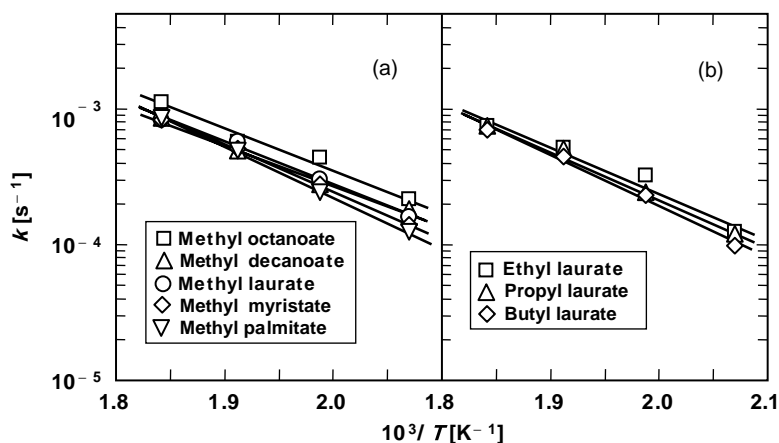 (a)
(b)
10⁻³
10⁻⁴
10⁻⁵
k [s⁻¹]
Methyl octanoate
Methyl decanoate
Methyl laurate
Methyl myristate
Methyl palmitate
Ethyl laurate
Propyl laurate
Butyl laurate
1.8 1.9 2.0 1.8 1.9 2.0 2.1
10³/ T [K⁻¹]